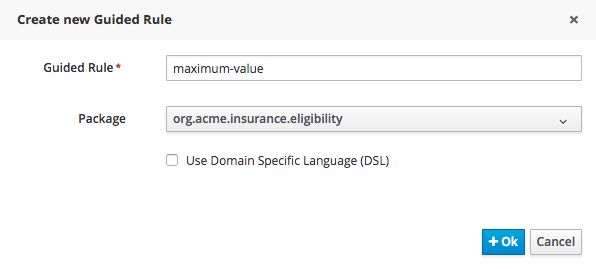 Create new Guided Rule ×
Guided Rule * maximum-value
Package org.acme.insurance.eligibility
Use Domain Specific Language (DSL)
+ Ok Cancel